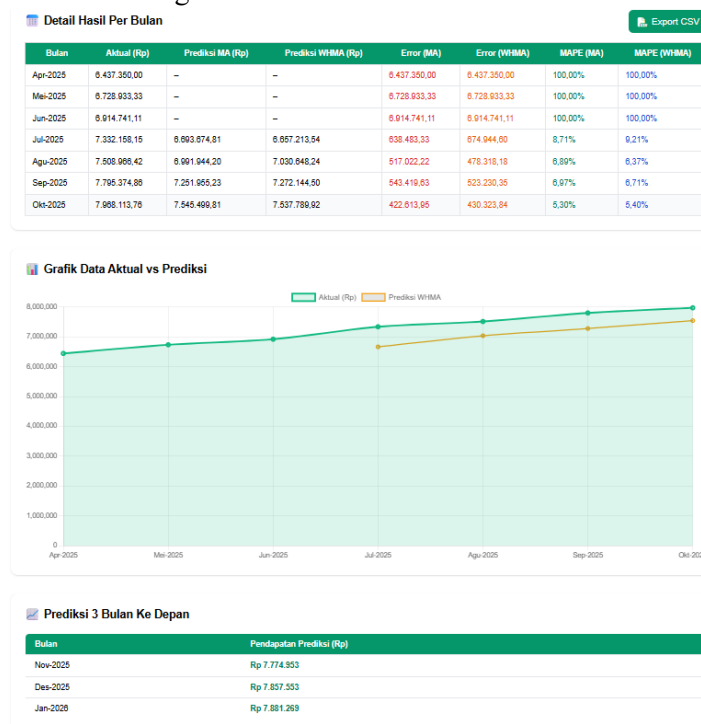 Detail Hasil Per Bulan
Export CSV
Bulan Aktual (Rp) Prediksi MA (Rp) Prediksi WHMA (Rp) Error (MA) Error (WHMA) MAPE (MA) MAPE (WHMA)
Apr-2025 6.437.350,00 – – 6.437.350,00 6.437.350,00 100,00% 100,00%
Mei-2025 6.728.933,33 – – 6.728.933,33 6.728.933,33 100,00% 100,00%
Jun-2025 6.914.741,11 – – 6.914.741,11 6.914.741,11 100,00% 100,00%
Jul-2025 7.332.158,15 6.693.674,81 6.657.213,54 638.483,33 674.944,60 8,71% 9,21%
Agu-2025 7.508.966,42 6.991.944,20 7.030.648,24 517.022,22 478.318,18 6,89% 6,37%
Sep-2025 7.795.374,86 7.251.955,23 7.272.144,50 543.419,63 523.230,35 6,97% 6,71%
Okt-2025 7.968.113,76 7.545.499,81 7.537.789,92 422.613,95 430.323,84 5,30% 5,40%
Grafik Data Aktual vs Prediksi
Aktual (Rp) Prediksi WHMA
8,000,000
7,000,000
6,000,000
5,000,000
4,000,000
3,000,000
2,000,000
1,000,000
0
Apr-2025 Mei-2025 Jun-2025 Jul-2025 Agu-2025 Sep-2025
Prediksi 3 Bulan Ke Depan
Bulan Pendapatan Prediksi (Rp)
Nov-2025 Rp 7.774.953
Des-2025 Rp 7.857.553
Jan-2026 Rp 7.881.269